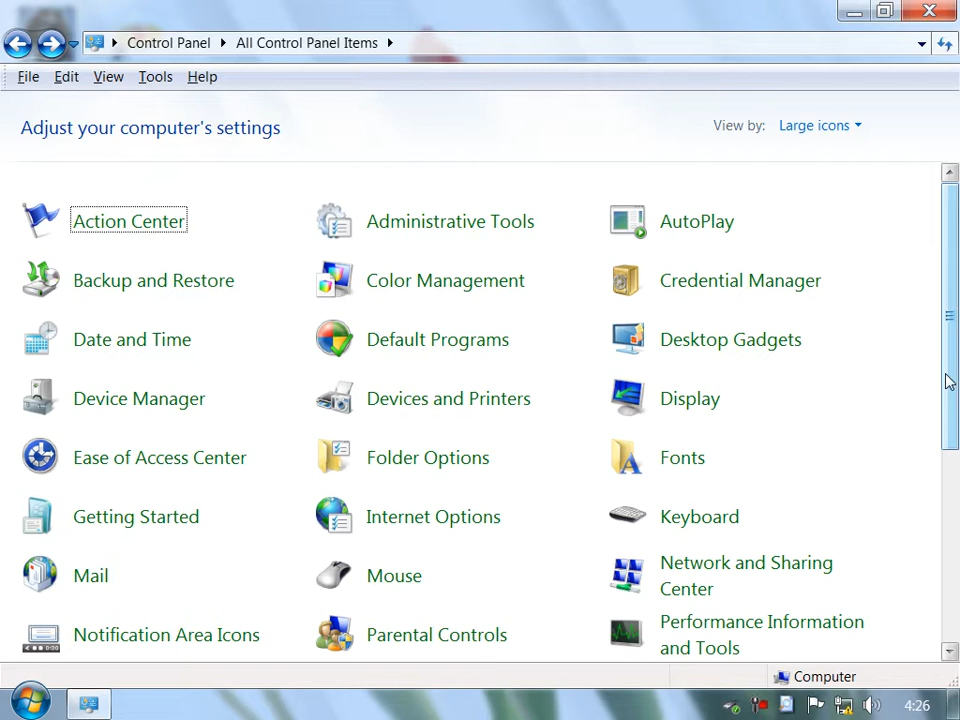 Control Panel All Control Panel Items
File Edit View Tools Help
Adjust your computer's settings
View by: Large icons
Action Center Administrative Tools AutoPlay
Backup and Restore Color Management Credential Manager
Date and Time Default Programs Desktop Gadgets
Device Manager Devices and Printers Display
Ease of Access Center Folder Options Fonts
Getting Started Internet Options Keyboard
Mail Mouse Network and Sharing
Center
Notification Area Icons Parental Controls Performance Information
and Tools
Computer
4:26